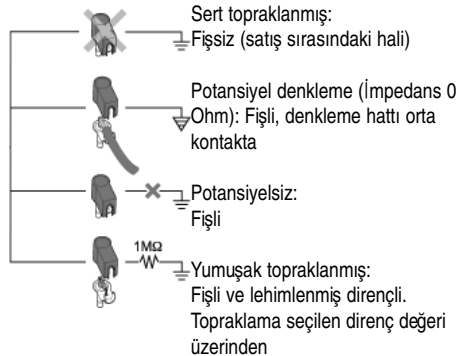 Sert topraklanmış:
Fişsiz (satış sırasındaki hali)
Potansiyel denkleme (İmpedans 0
Ohm): Fişli, denkleme hattı orta
kontakta
Potansiyelsiz:
Fişli
1MΩ
Yumuşak topraklanmış:
Fişli ve lehimlenmiş dirençli.
Topraklama seçilen direnç değeri
üzerinden